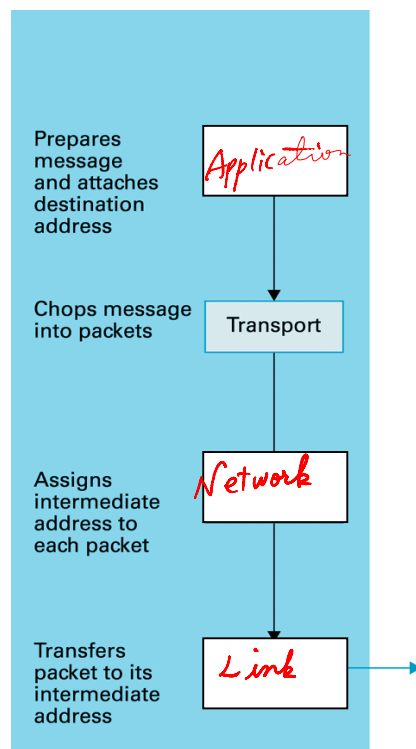 Prepares
message
and attaches
destination
address
Application
Chops message
into packets
Transport
Assigns
intermediate
address to
each packet
Network
Transfers
packet to its
intermediate
address
Link